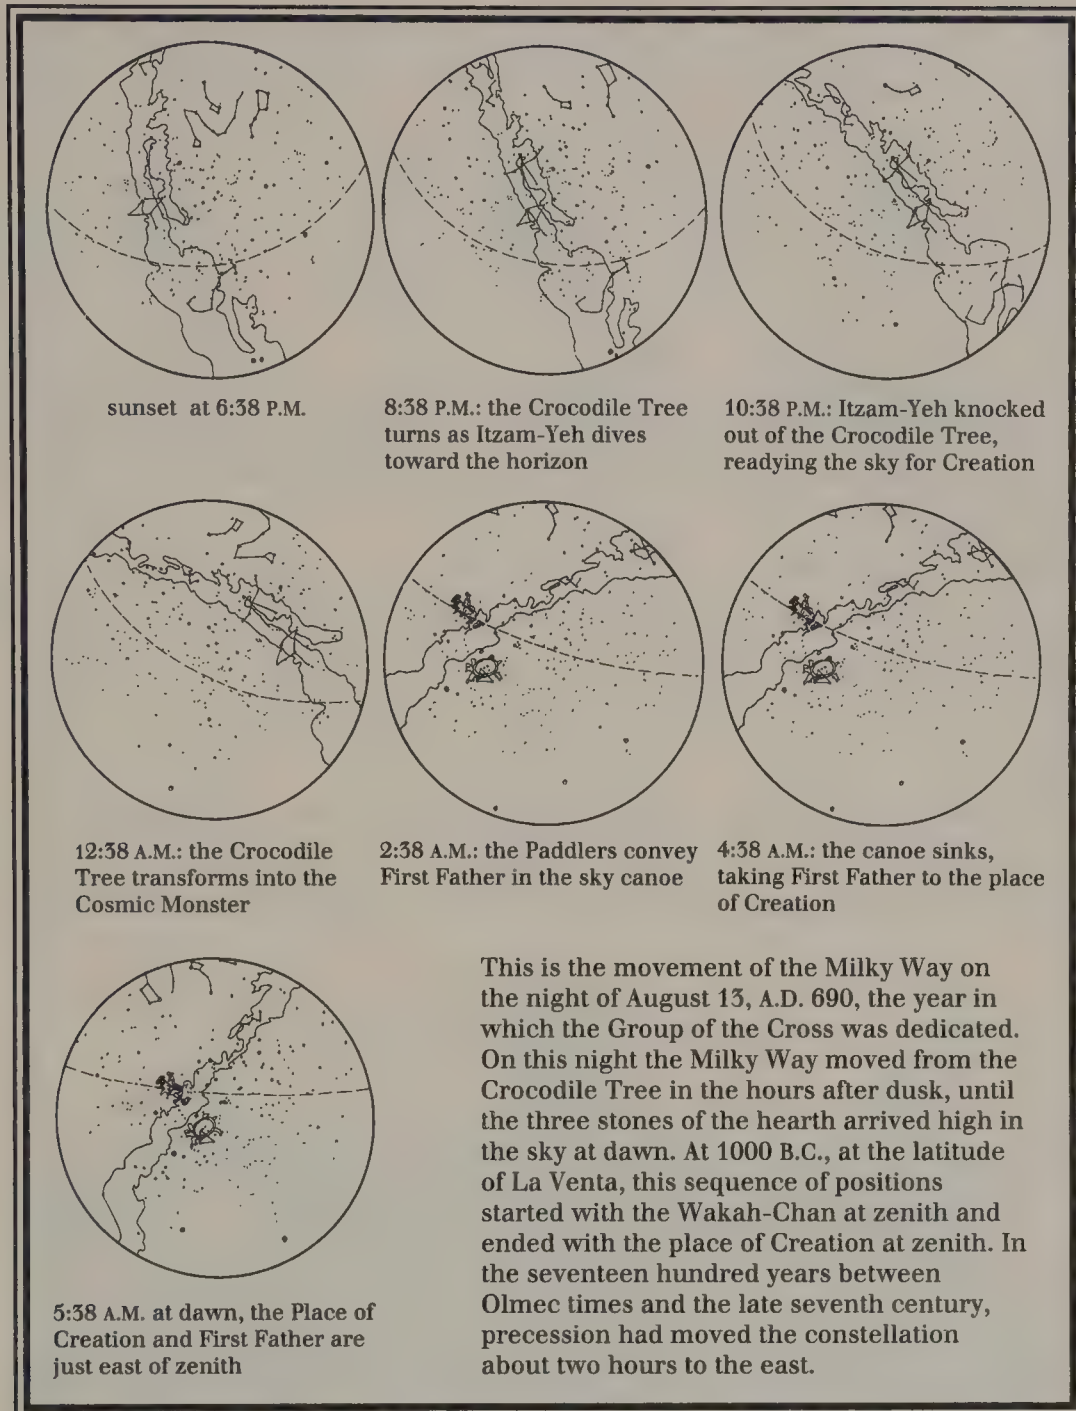 sunset at 6:38 P.M.
8:38 P.M.: the Crocodile Tree
turns as Itzam-Yeh dives
toward the horizon
10:38 P.M.: Itzam-Yeh knocked
out of the Crocodile Tree,
readying the sky for Creation
12:38 A.M.: the Crocodile
Tree transforms into the
Cosmic Monster
2:38 A.M.: the Paddlers convey
First Father in the sky canoe
4:38 A.M.: the canoe sinks,
taking First Father to the place
of Creation
5:38 A.M. at dawn, the Place of
Creation and First Father are
just east of zenith
This is the movement of the Milky Way on
the night of August 13, A.D. 690, the year in
which the Group of the Cross was dedicated.
On this night the Milky Way moved from the
Crocodile Tree in the hours after dusk, until
the three stones of the hearth arrived high in
the sky at dawn. At 1000 B.C., at the latitude
of La Venta, this sequence of positions
started with the Wakah-Chan at zenith and
ended with the place of Creation at zenith. In
the seventeen hundred years between
Olmec times and the late seventh century,
precession had moved the constellation
about two hours to the east.